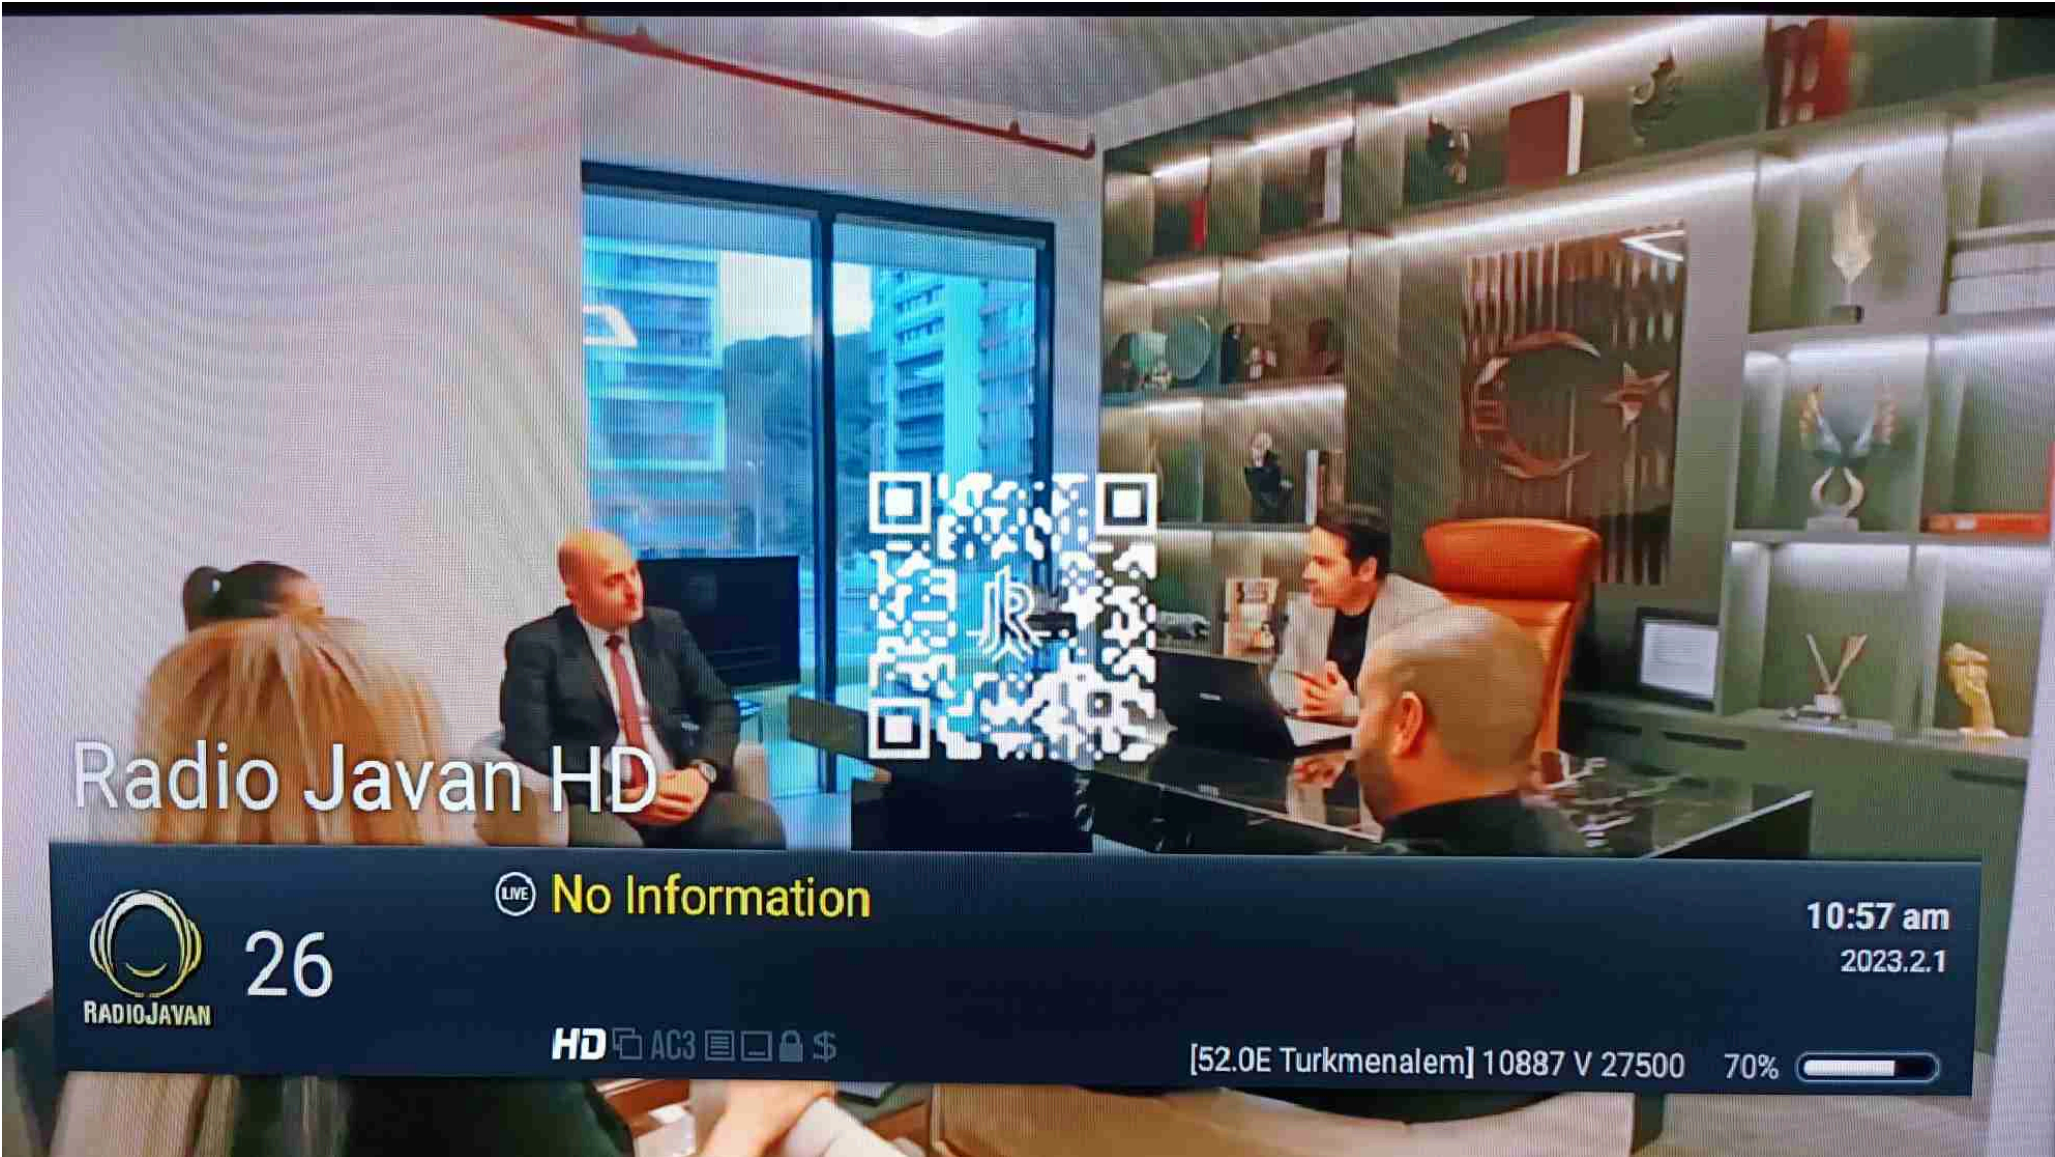 Radio Javan HD
LIVE No Information
10:57 am
2023.2.1
26
RADIOJAVAN
HD AC3 $
[52.0E Turkmenalem] 10887 V 27500 70%